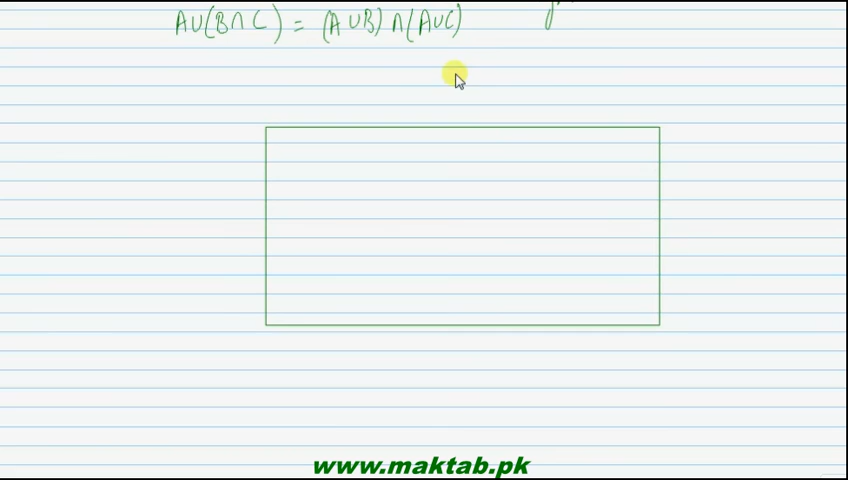 A∪(B∩C) = (A∪B)∩(A∪C)
www.maktab.pk